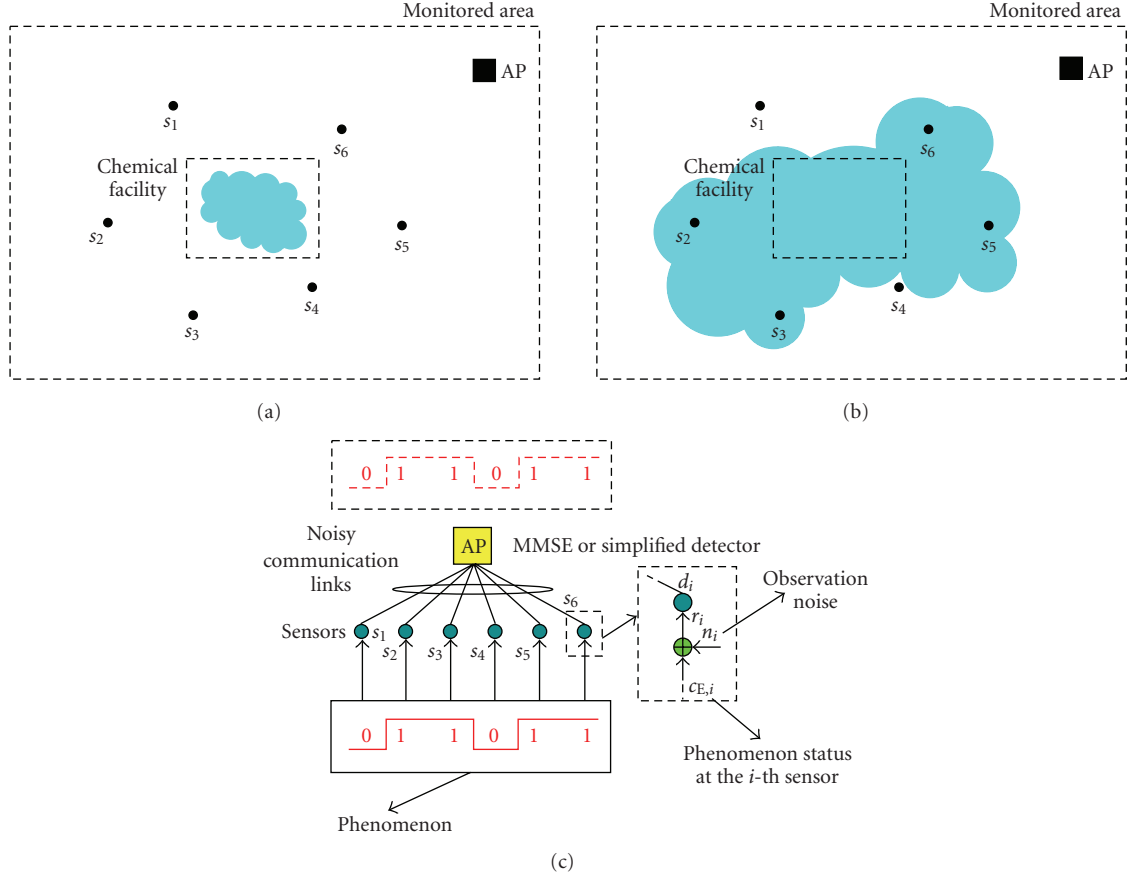 Monitored area
AP
s1
s6
Chemical
facility
s2
s5
s4
s3
(a)
Monitored area
AP
s1
s6
Chemical
facility
s2
s5
s4
s3
(b)
0 1 1 0 1 1
Noisy
communication
links
AP
MMSE or simplified detector
Sensors
s1
s2
s3
s4
s5
s6
di
ri
ni
cE,i
Observation
noise
0 1 1 0 1 1
Phenomenon status
at the i-th sensor
Phenomenon
(c)